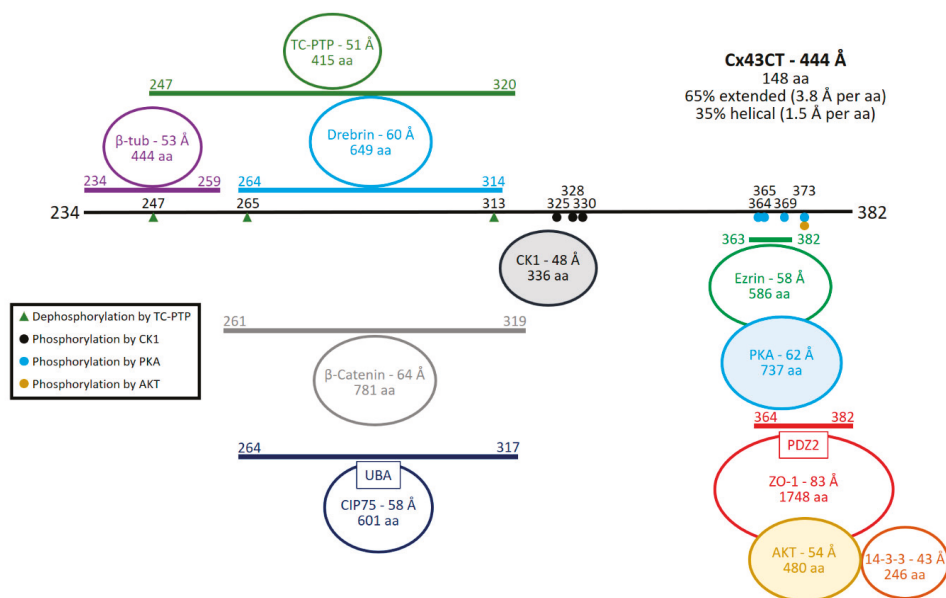 TC-PTP - 51 Å
415 aa
247
320
Cx43CT - 444 Å
148 aa
65% extended (3.8 Å per aa)
35% helical (1.5 Å per aa)
β-tub - 53 Å
444 aa
Drebrin - 60 Å
649 aa
234
259
264
314
234
247
265
313
328
325 330
365
373
364 369
382
363
382
CK1 - 48 Å
336 aa
Ezrin - 58 Å
586 aa
Dephosphorylation by TC-PTP
Phosphorylation by CK1
Phosphorylation by PKA
Phosphorylation by AKT
261
319
β-Catenin - 64 Å
781 aa
PKA - 62 Å
737 aa
264
317
UBA
CIP75 - 58 Å
601 aa
364
382
PDZ2
ZO-1 - 83 Å
1748 aa
AKT - 54 Å
480 aa
14-3-3 - 43 Å
246 aa